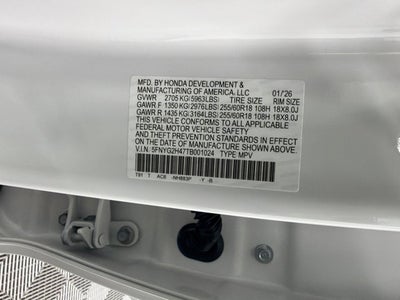 MFD. BY HONDA DEVELOPMENT &
MANUFACTURING OF AMERICA, LLC 01/26
GVWR 2705 KG(5963LBS) TIRE SIZE RIM SIZE
GAWR F 1350 KG(2976LBS) 255/60R18 108H 18X8.0J
GAWR R 1435 KG(3164LBS) 255/60R18 108H 18X8.0J
THIS VEHICLE CONFORMS TO ALL APPLICABLE
FEDERAL MOTOR VEHICLE SAFETY
AND THEFT PREVENTION STANDARDS IN EFFECT
ON THE DATE OF MANUFACTURE SHOWN ABOVE.
V.I.N. 5FNYG2H47TB001024 TYPE MPV
T91 T AC8 NH883P -Y -B